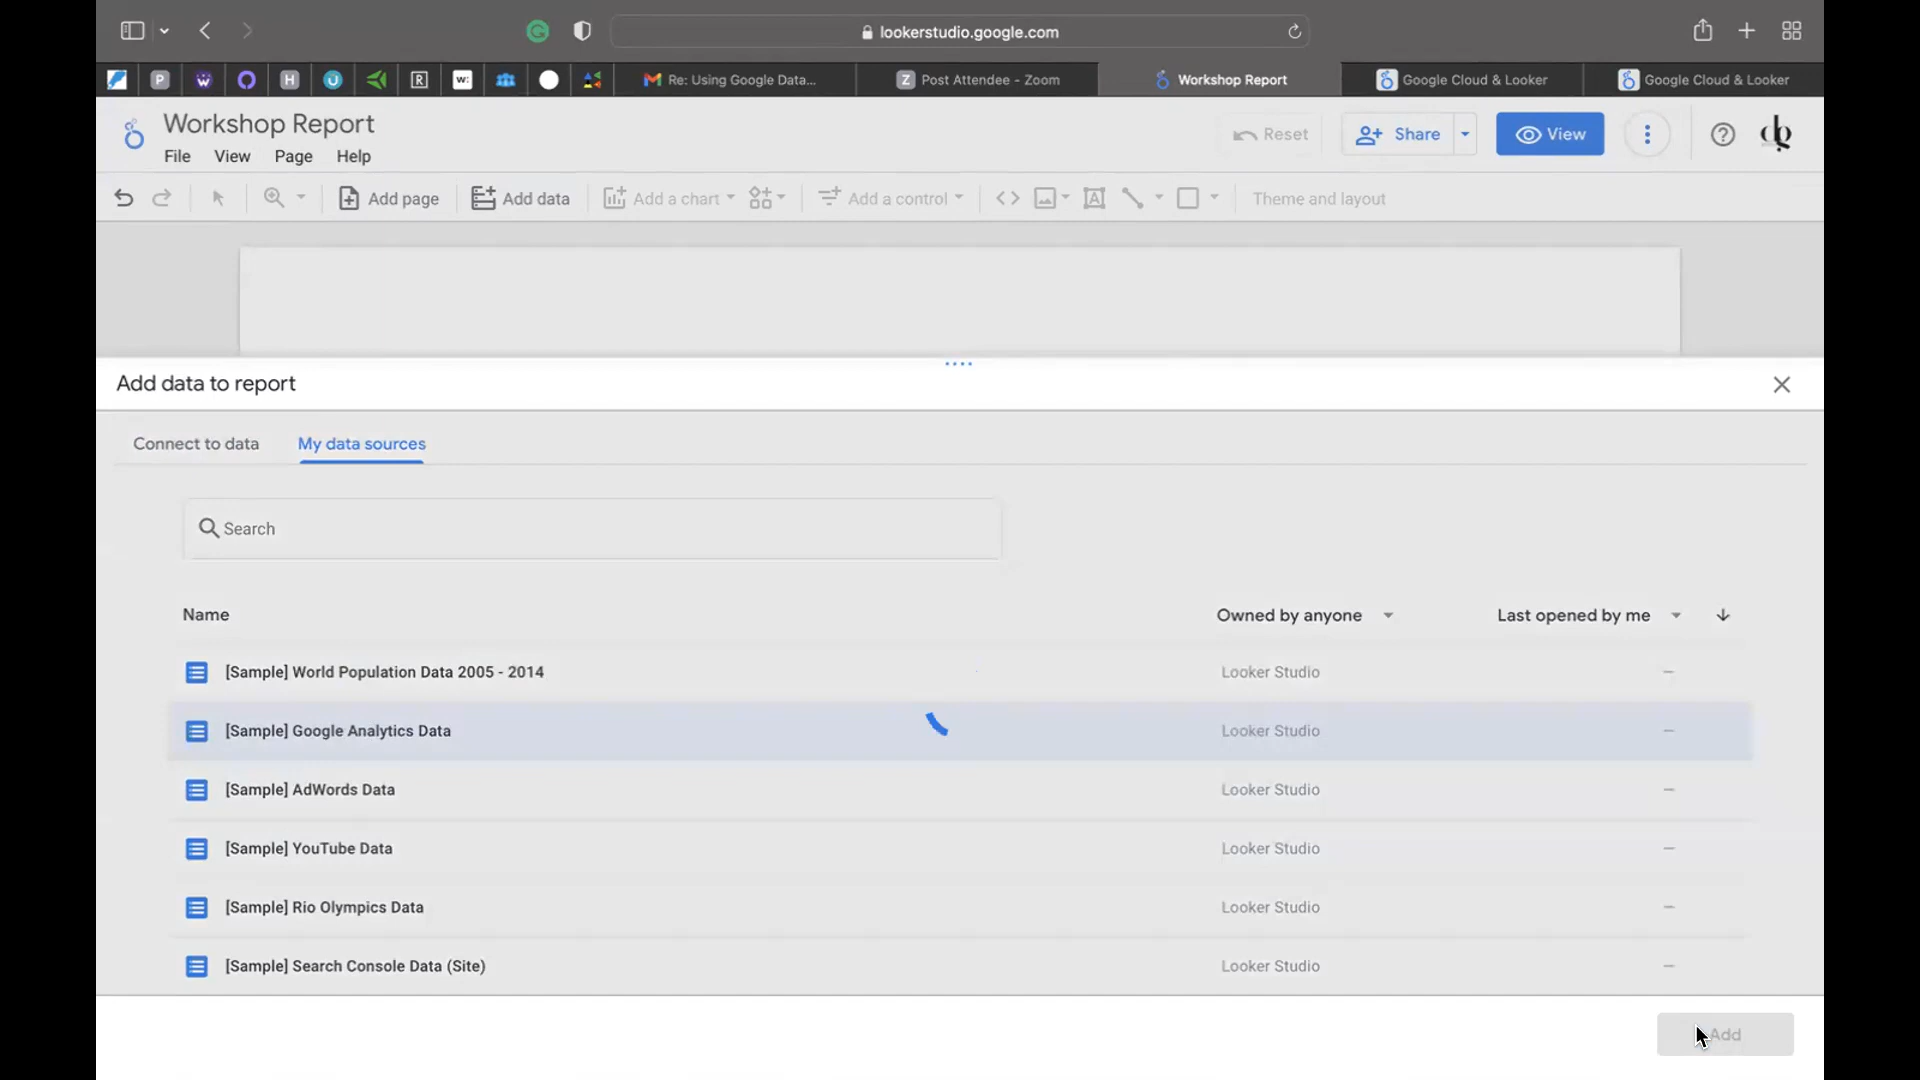 lookerstudio.google.com
P
H
R
w:
Re: Using Google Data...
Z Post Attendee - Zoom
Workshop Report
Google Cloud & Looker
Google Cloud & Looker
Workshop Report
Reset
Share
View
File View Page Help
Add page
Add data
Add a chart
Add a control
Theme and layout
Add data to report
Connect to data
My data sources
Search
Name
Owned by anyone
Last opened by me
[Sample] World Population Data 2005 - 2014
Looker Studio
–
[Sample] Google Analytics Data
Looker Studio
–
[Sample] AdWords Data
Looker Studio
–
[Sample] YouTube Data
Looker Studio
–
[Sample] Rio Olympics Data
Looker Studio
–
[Sample] Search Console Data (Site)
Looker Studio
–
Add